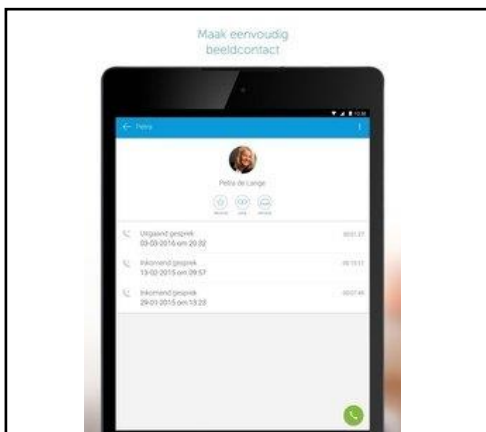 Maak eenvoudig
beeldcontact
Petra
Petra de Lange
Uitgaand gesprek
03-03-2016 om 20:32
Inkomend gesprek
13-02-2015 om 09:57
Inkomend gesprek
29-01-2015 om 13:23